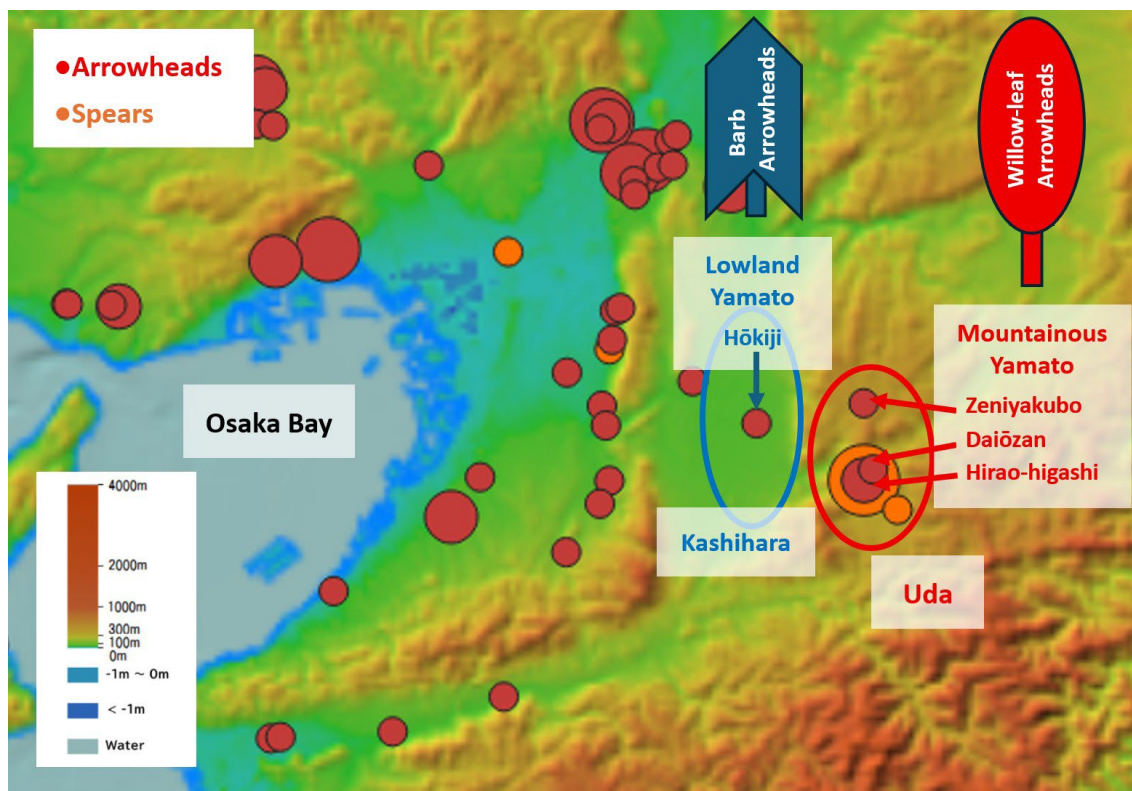 ●Arrowheads
●Spears
Barb
Arrowheads
Willow-leaf
Arrowheads
Lowland
Yamato
Hōkiji
Mountainous
Yamato
Zeniyakubo
Daiōzan
Hirao-higashi
Osaka Bay
Kashihara
Uda
4000m
2000m
1000m
300m
100m
0m
-1m ~ 0m
< -1m
Water